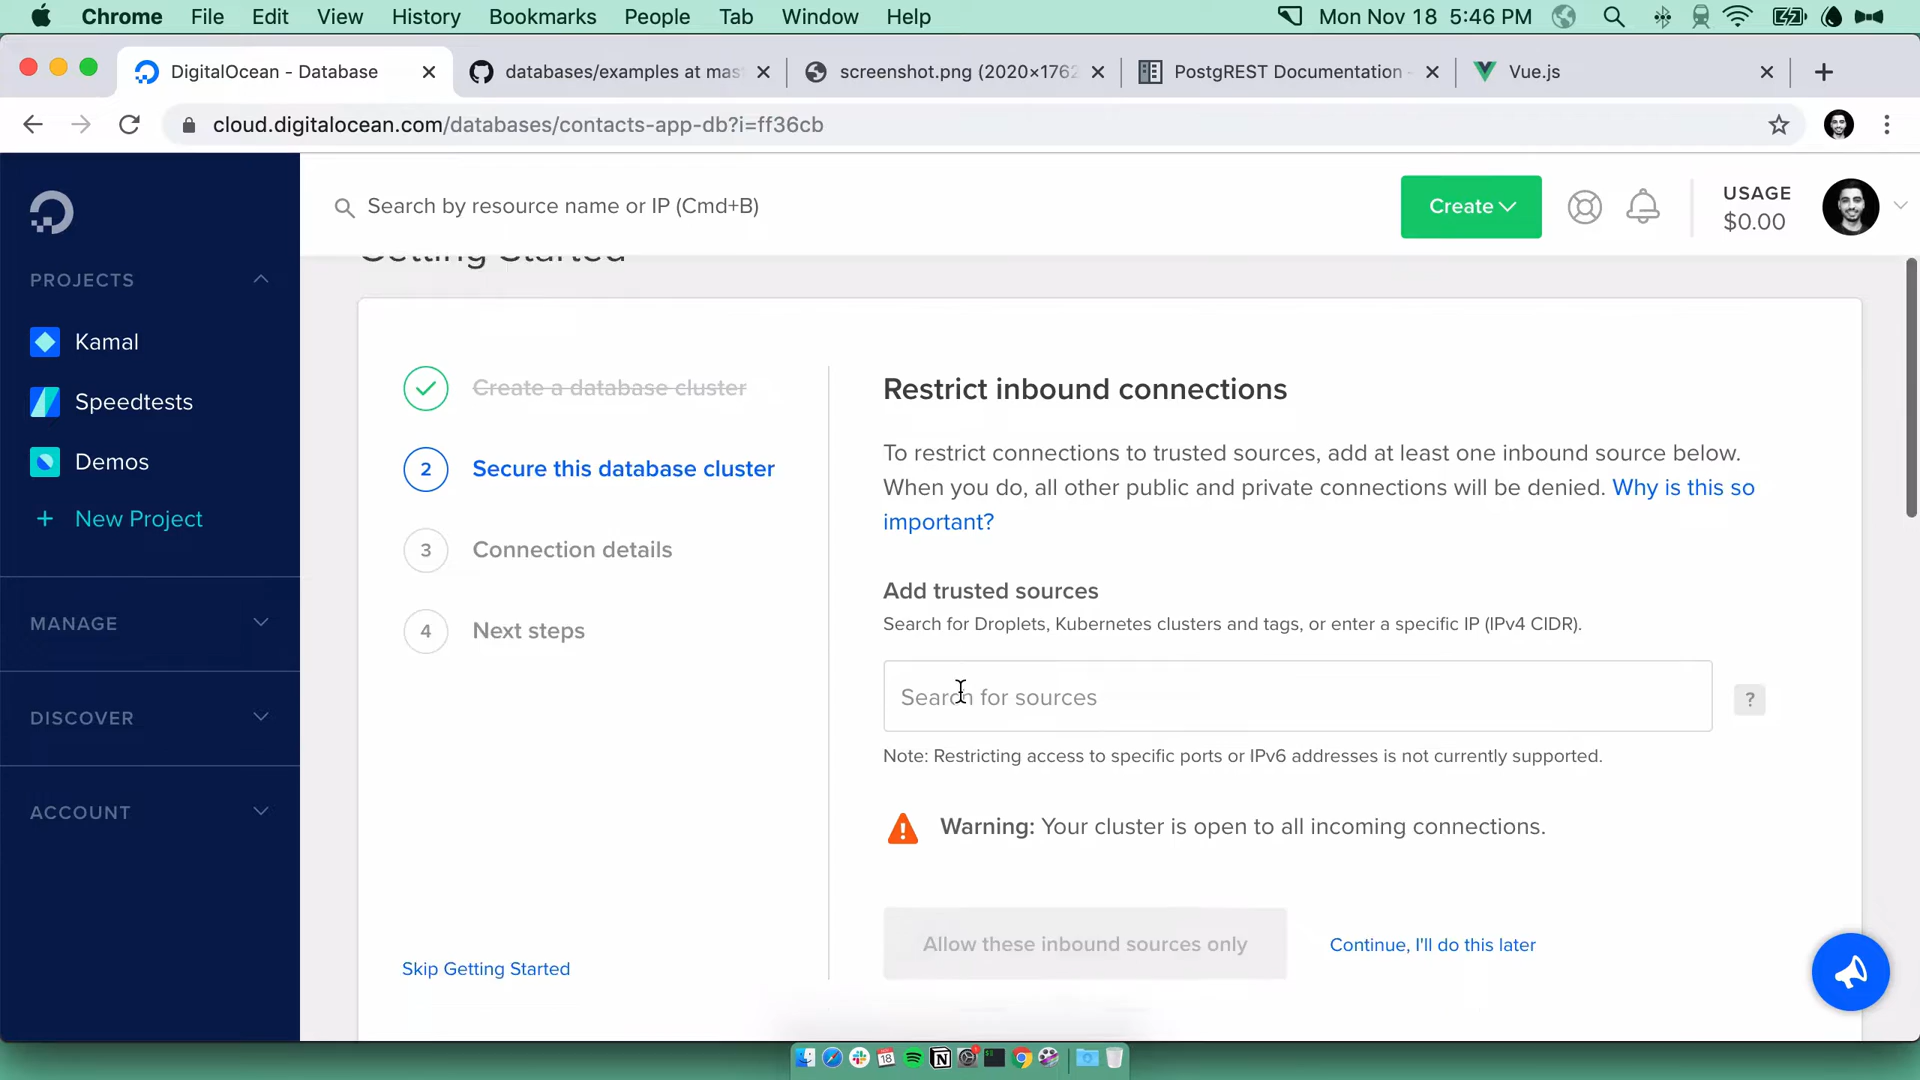 Chrome File Edit View History Bookmarks People Tab Window Help Mon Nov 18 5:46 PM
DigitalOcean - Database databases/examples at mas screenshot.png (2020×1762 PostgREST Documentation - Vue.js
cloud.digitalocean.com/databases/contacts-app-db?i=ff36cb
Search by resource name or IP (Cmd+B)
Create
USAGE
$0.00
PROJECTS
Kamal
Speedtests
Demos
+ New Project
MANAGE
DISCOVER
ACCOUNT
Getting Started
Create a database cluster
2 Secure this database cluster
3 Connection details
4 Next steps
Skip Getting Started
Restrict inbound connections
To restrict connections to trusted sources, add at least one inbound source below.
When you do, all other public and private connections will be denied. Why is this so
important?
Add trusted sources
Search for Droplets, Kubernetes clusters and tags, or enter a specific IP (IPv4 CIDR).
Search for sources
?
Note: Restricting access to specific ports or IPv6 addresses is not currently supported.
Warning: Your cluster is open to all incoming connections.
Allow these inbound sources only
Continue, I'll do this later